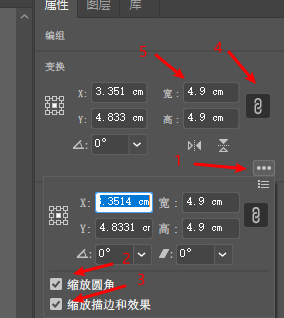 属性 图层 库
编组
变换
5 4
X: 3.351 cm 宽: 4.9 cm
Y: 4.833 cm 高: 4.9 cm
0°
1
X: .3514 cm 宽: 4.9 cm
Y: 4.8331 cr 高: 4.9 cm
0° 0°
2
缩放圆角 3
缩放描边和效果